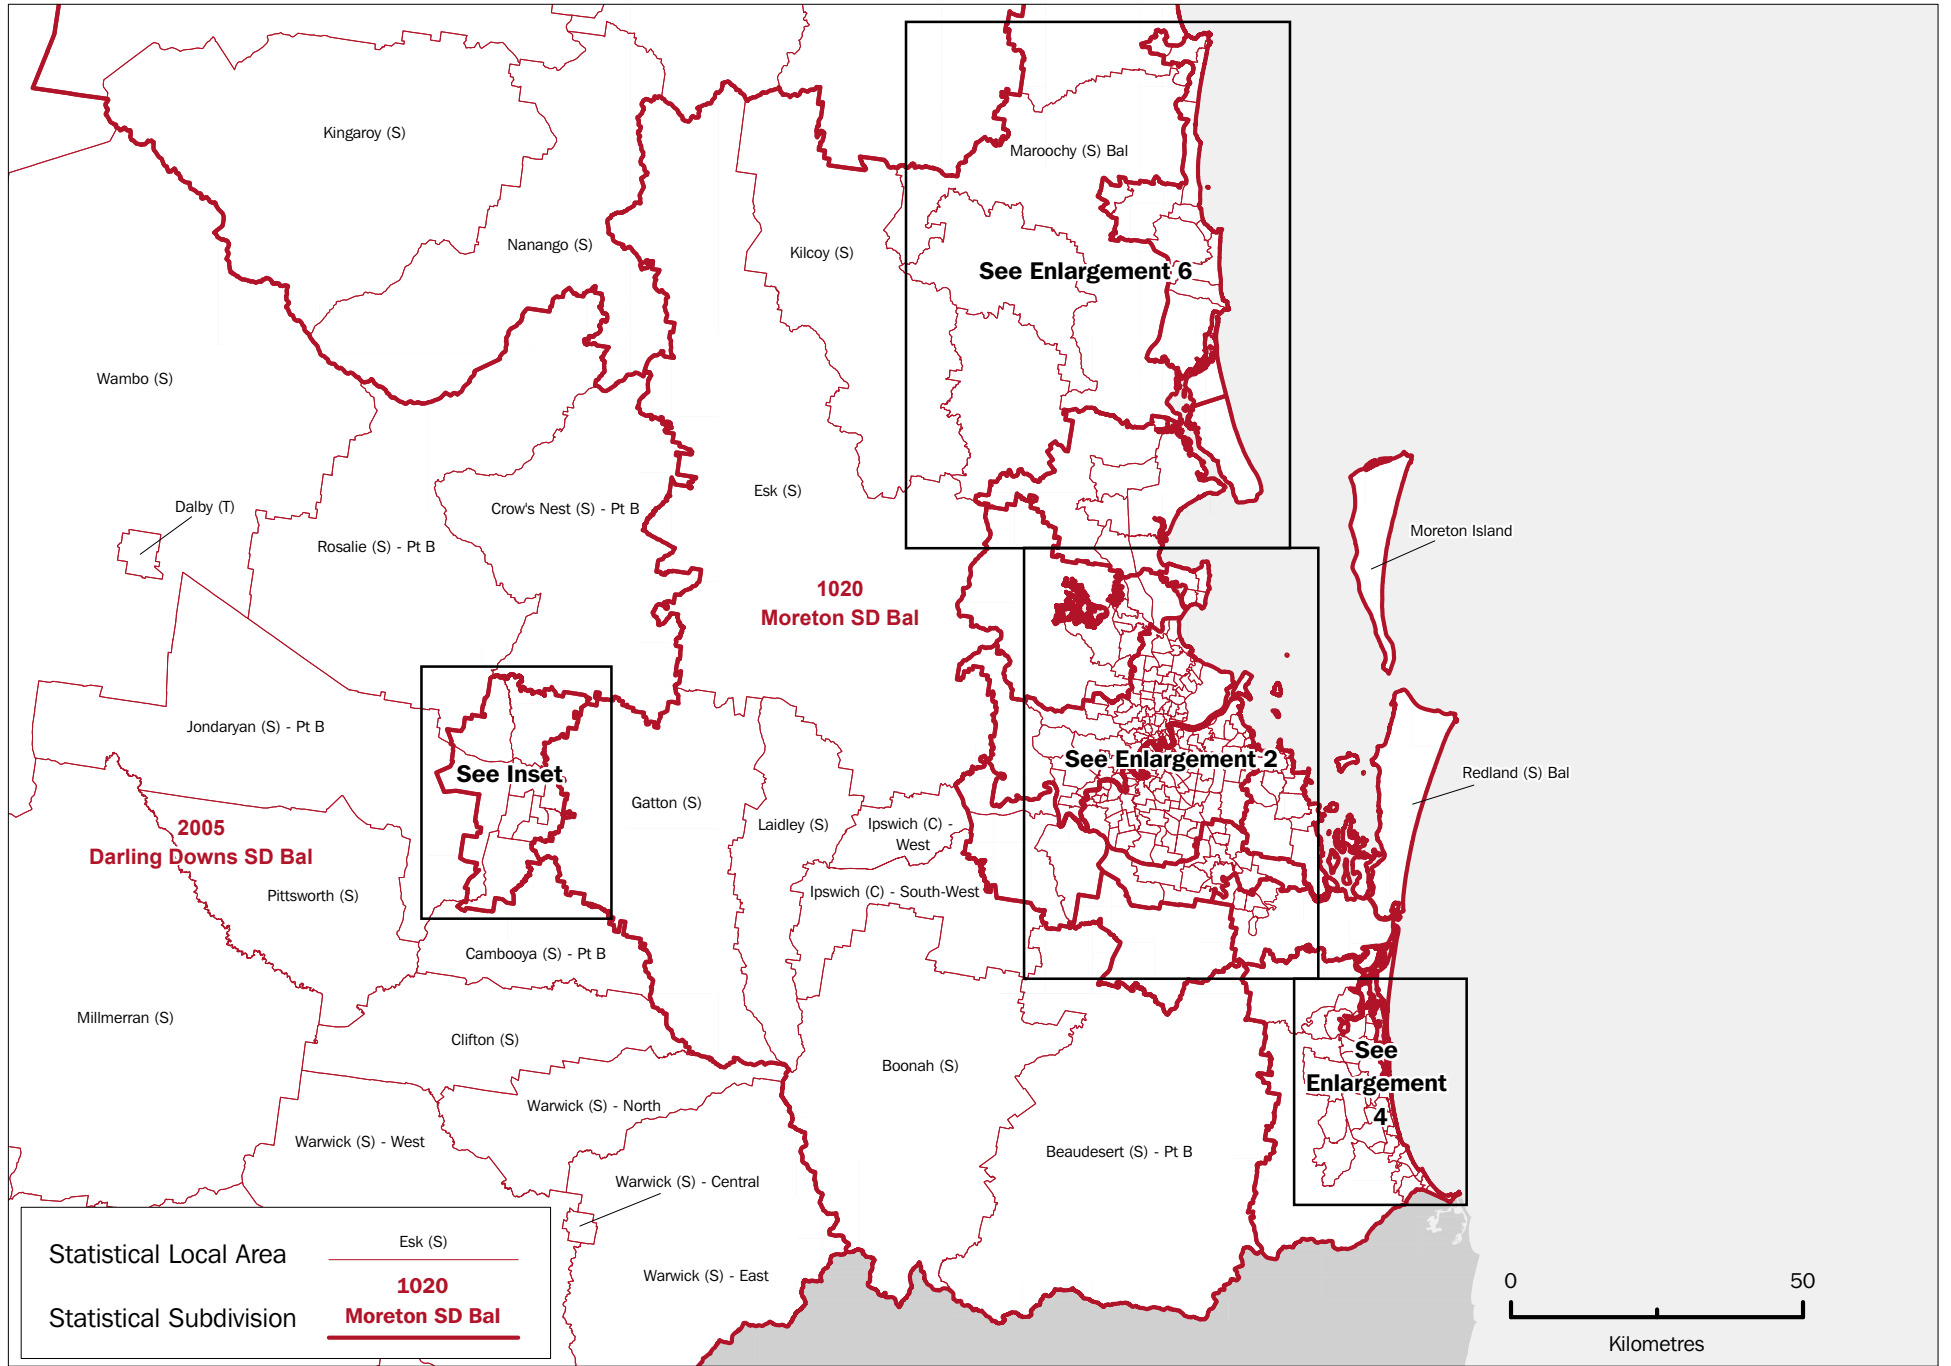 Kingaroy (S)
Maroochy (S) Bal
Nanango (S)
Kilcoy (S)
See Enlargement 6
Wambo (S)
Esk (S)
Dalby (T)
Crow's Nest (S) - Pt B
Moreton Island
Rosalie (S) - Pt B
1020
Moreton SD Bal
Jondaryan (S) - Pt B
See Enlargement 2
See Inset
Redland (S) Bal
Gatton (S)
2005
Darling Downs SD Bal
Laidley (S)
Ipswich (C) -
West
Pittsworth (S)
Ipswich (C) - South-West
Cambooya (S) - Pt B
Millmerran (S)
Clifton (S)
See
Enlargement
4
Boonah (S)
Warwick (S) - North
Warwick (S) - West
Beaudesert (S) - Pt B
Warwick (S) - Central
Warwick (S) - East
Statistical Local Area
Esk (S)
Statistical Subdivision
1020
Moreton SD Bal
0 50
Kilometres